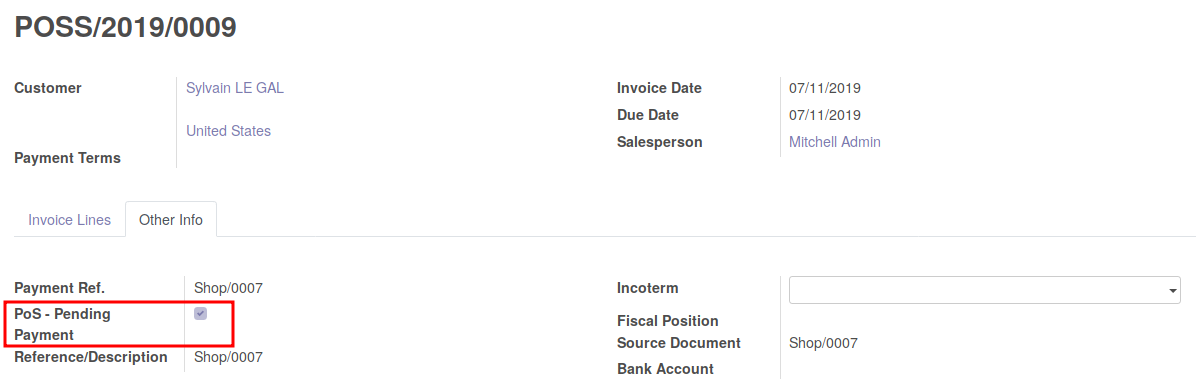 POSS/2019/0009
Customer
Sylvain LE GAL
United States
Payment Terms
Invoice Date
07/11/2019
Due Date
07/11/2019
Salesperson
Mitchell Admin
Invoice Lines
Other Info
Payment Ref.
Shop/0007
PoS - Pending
Payment
Reference/Description
Shop/0007
Incoterm
Fiscal Position
Source Document
Shop/0007
Bank Account